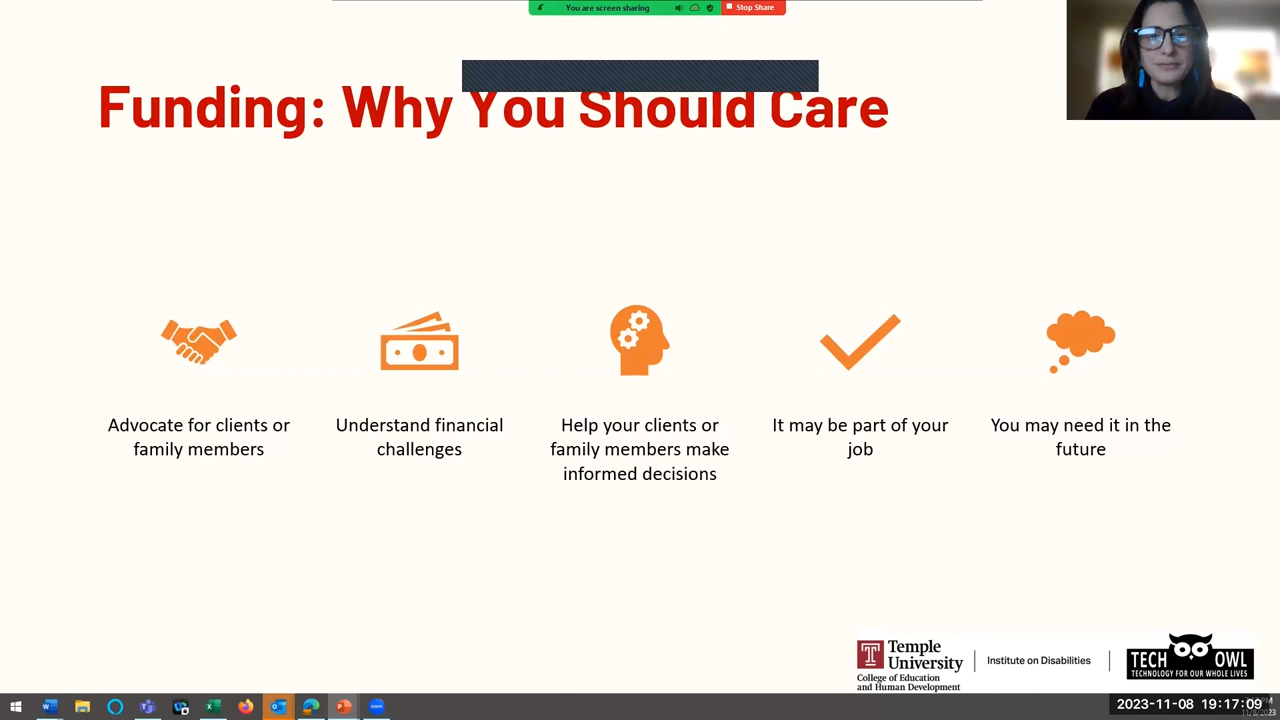 You are screen sharing
Stop Share
Funding: Why You Should Care
Advocate for clients or
family members
Understand financial
challenges
Help your clients or
family members make
informed decisions
It may be part of your
job
You may need it in the
future
Temple
University
College of Education
and Human Development
Institute on Disabilities
TECH OWL
TECHNOLOGY FOR OUR WHOLE LIVES
2023-11-08 19:17:09